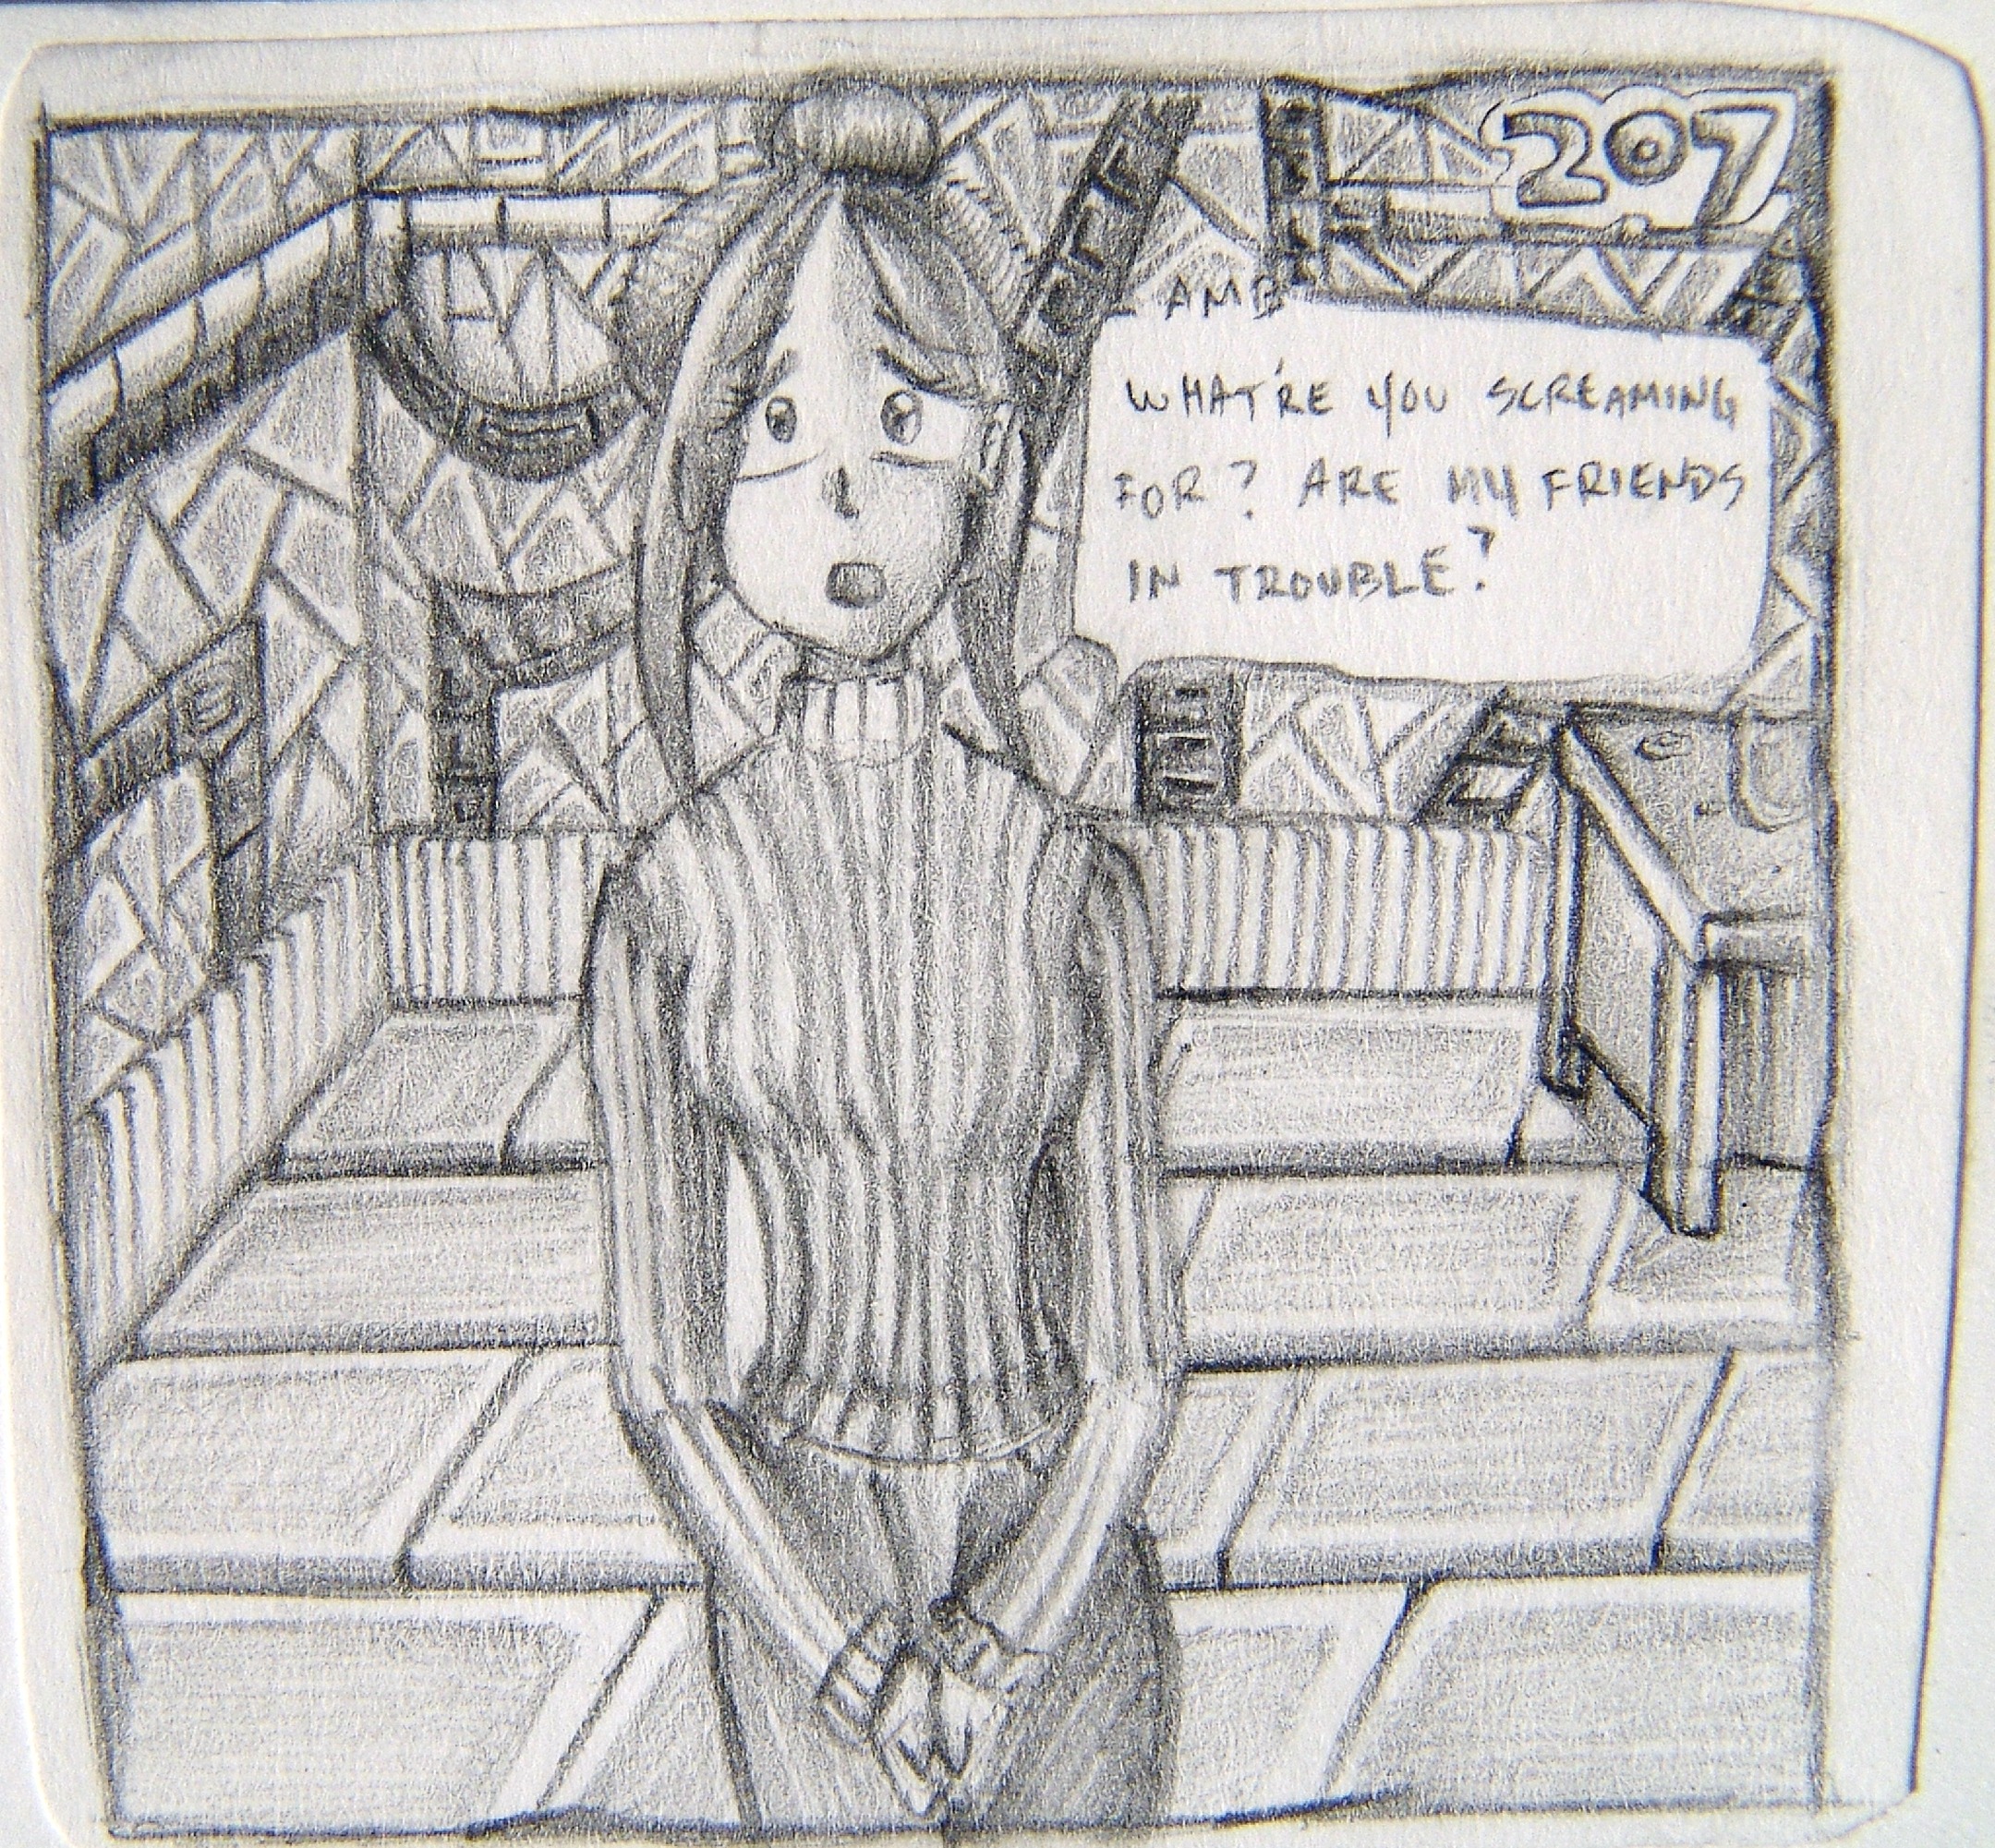 207
AMB
WHAT'RE YOU SCREAMING
FOR? ARE MY FRIENDS
IN TROUBLE?